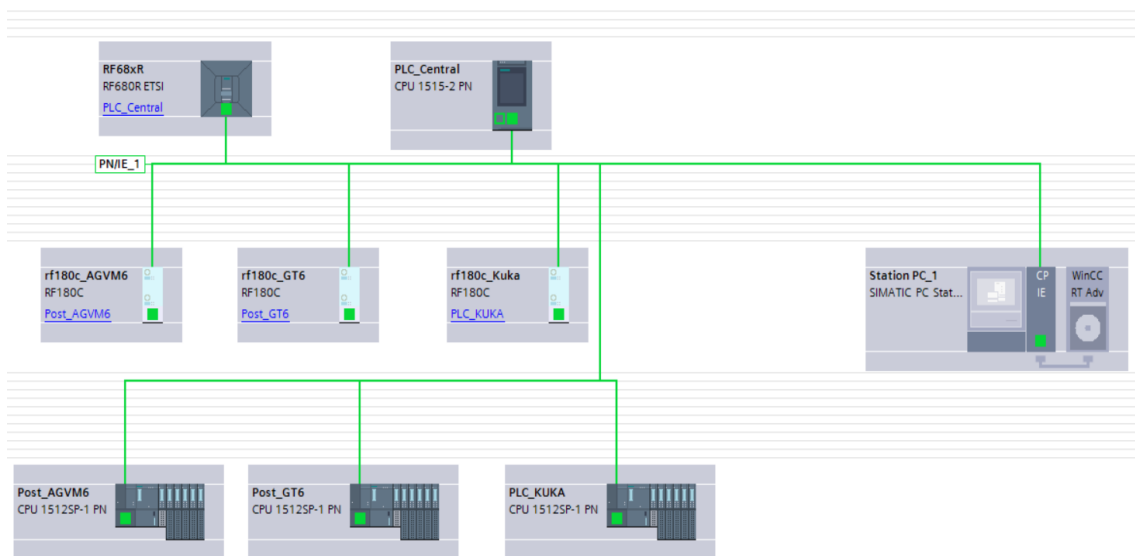 RF68xR
RF680R ETSI
PLC_Central
PLC_Central
CPU 1515-2 PN
PN/IE_1
rf180c_AGVM6
RF180C
Post_AGVM6
rf180c_GT6
RF180C
Post_GT6
rf180c_Kuka
RF180C
PLC_KUKA
Station PC_1
SIMATIC PC Stat...
CP
IE
WinCC
RT Adv
Post_AGVM6
CPU 1512SP-1 PN
Post_GT6
CPU 1512SP-1 PN
PLC_KUKA
CPU 1512SP-1 PN